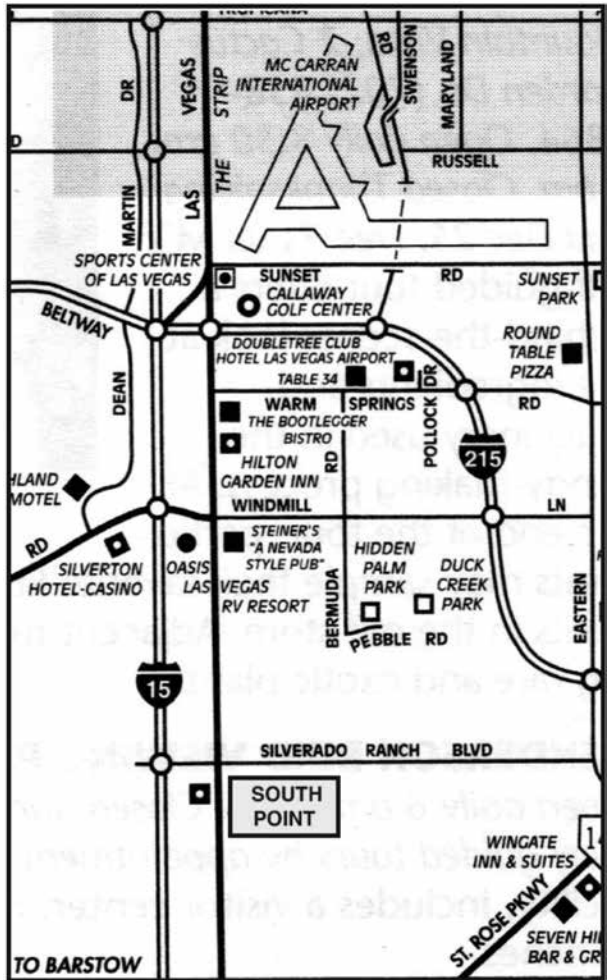 DR
VEGAS
STRIP
MC CARRAN
INTERNATIONAL
AIRPORT
RD
SWENSON
MARYLAND
RUSSELL
MARTIN
LAS
THE
SPORTS CENTER
OF LAS VEGAS
SUNSET RD
CALLAWAY
GOLF CENTER
SUNSET
PARK
BELTWAY
DOUBLETREE CLUB
HOTEL LAS VEGAS AIRPORT
ROUND
TABLE
PIZZA
DEAN
TABLE 34
POLLOCK DR
WARM SPRINGS RD
THE BOOTLEGGER
BISTRO
HILTON
GARDEN INN
RD
215
HLAND
MOTEL
WINDMILL LN
RD
SILVERTON
HOTEL-CASINO
OASIS
LAS VEGAS
RV RESORT
STEINER'S
"A NEVADA
STYLE PUB"
BERMUDA
HIDDEN
PALM
PARK
DUCK
CREEK
PARK
EASTERN
PEBBLE RD
15
SILVERADO RANCH BLVD
SOUTH
POINT
WINGATE
INN & SUITES
ST. ROSE PKWY
SEVEN HI
BAR & GR
TO BARSTOW